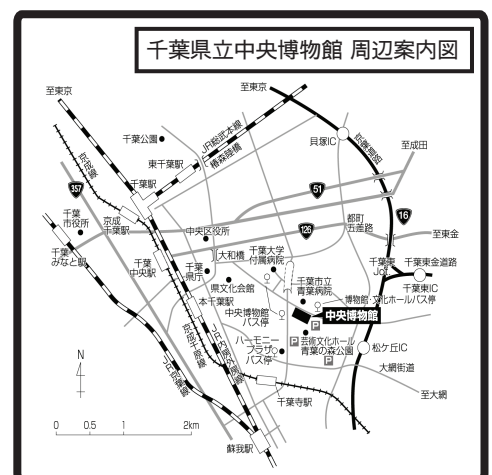 千葉県立中央博物館 周辺案内図
至東京
至東京
千葉公園
JR総武本線
椿森陸橋
貝塚IC
京葉道路
至成田
京成線
東千葉駅
千葉駅
357
51
16
千葉
市役所
京成
千葉駅
中央区役所
126
都町
五差路
至東金
千葉
みなと駅
千葉
中央駅
千葉
県庁
大和橋
千葉大学
付属病院
千葉東
Jct.
千葉東金道路
千葉東IC
県文化会館
千葉市立
青葉病院
本千葉駅
博物館・文化ホールバス停
中央博物館
バス停
中央博物館
P
ハーモニー
プラザ
バス停
P
芸術文化ホール
青葉の森公園
P
松ケ丘IC
大網街道
至大網
京成千原線
JR内房外房線
JR京葉線
千葉寺駅
蘇我駅
N
0 0.5 1 2km